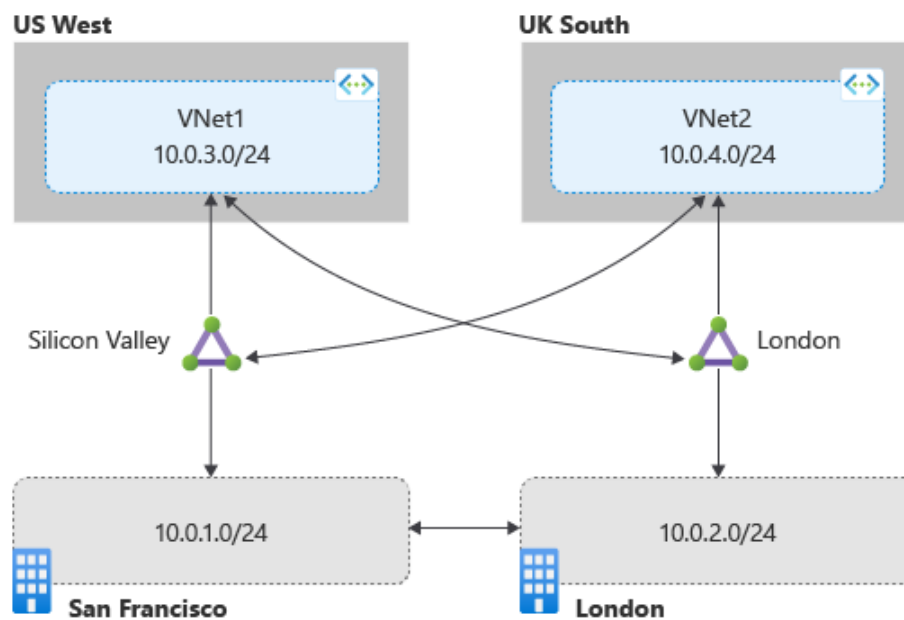 US West
UK South
VNet1
10.0.3.0/24
VNet2
10.0.4.0/24
Silicon Valley
London
10.0.1.0/24
10.0.2.0/24
San Francisco
London